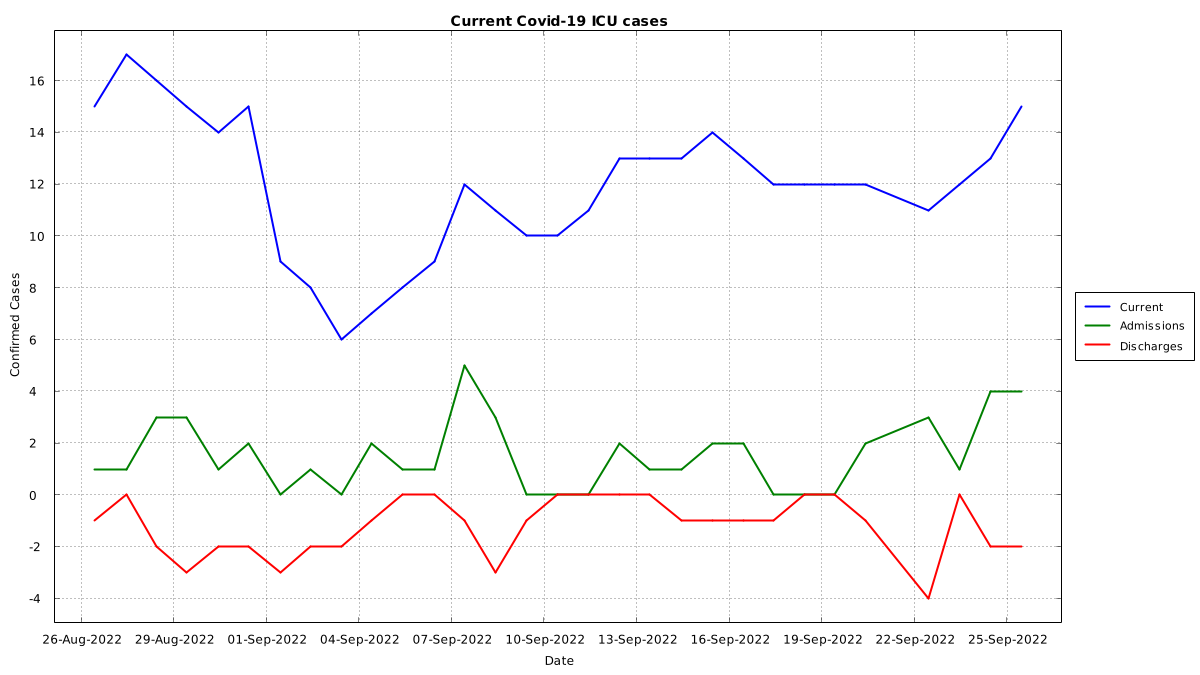 Current Covid-19 ICU cases
16
14
12
10
8
6
4
2
0
-2
-4
Confirmed Cases
26-Aug-2022 29-Aug-2022 01-Sep-2022 04-Sep-2022 07-Sep-2022 10-Sep-2022 13-Sep-2022 16-Sep-2022 19-Sep-2022 22-Sep-2022 25-Sep-2022
Date
Current
Admissions
Discharges